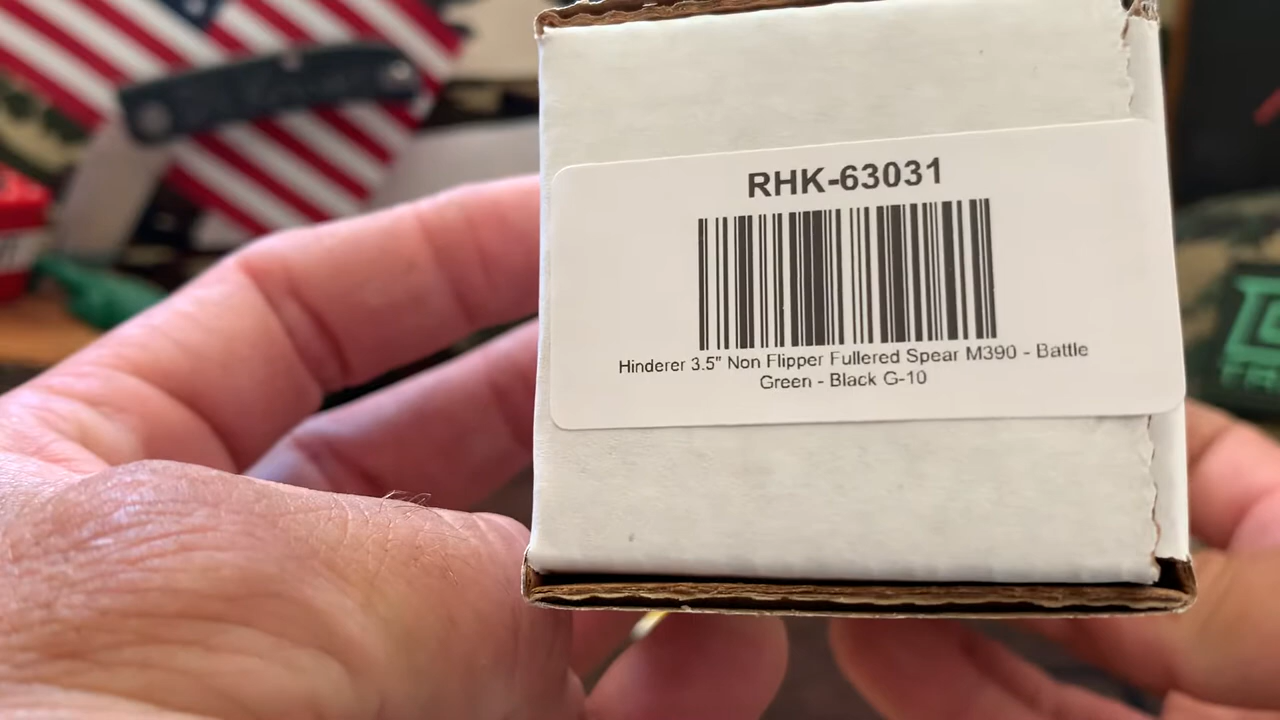 RHK-63031
Hinderer 3.5" Non Flipper Fullered Spear M390 - Battle
Green - Black G-10